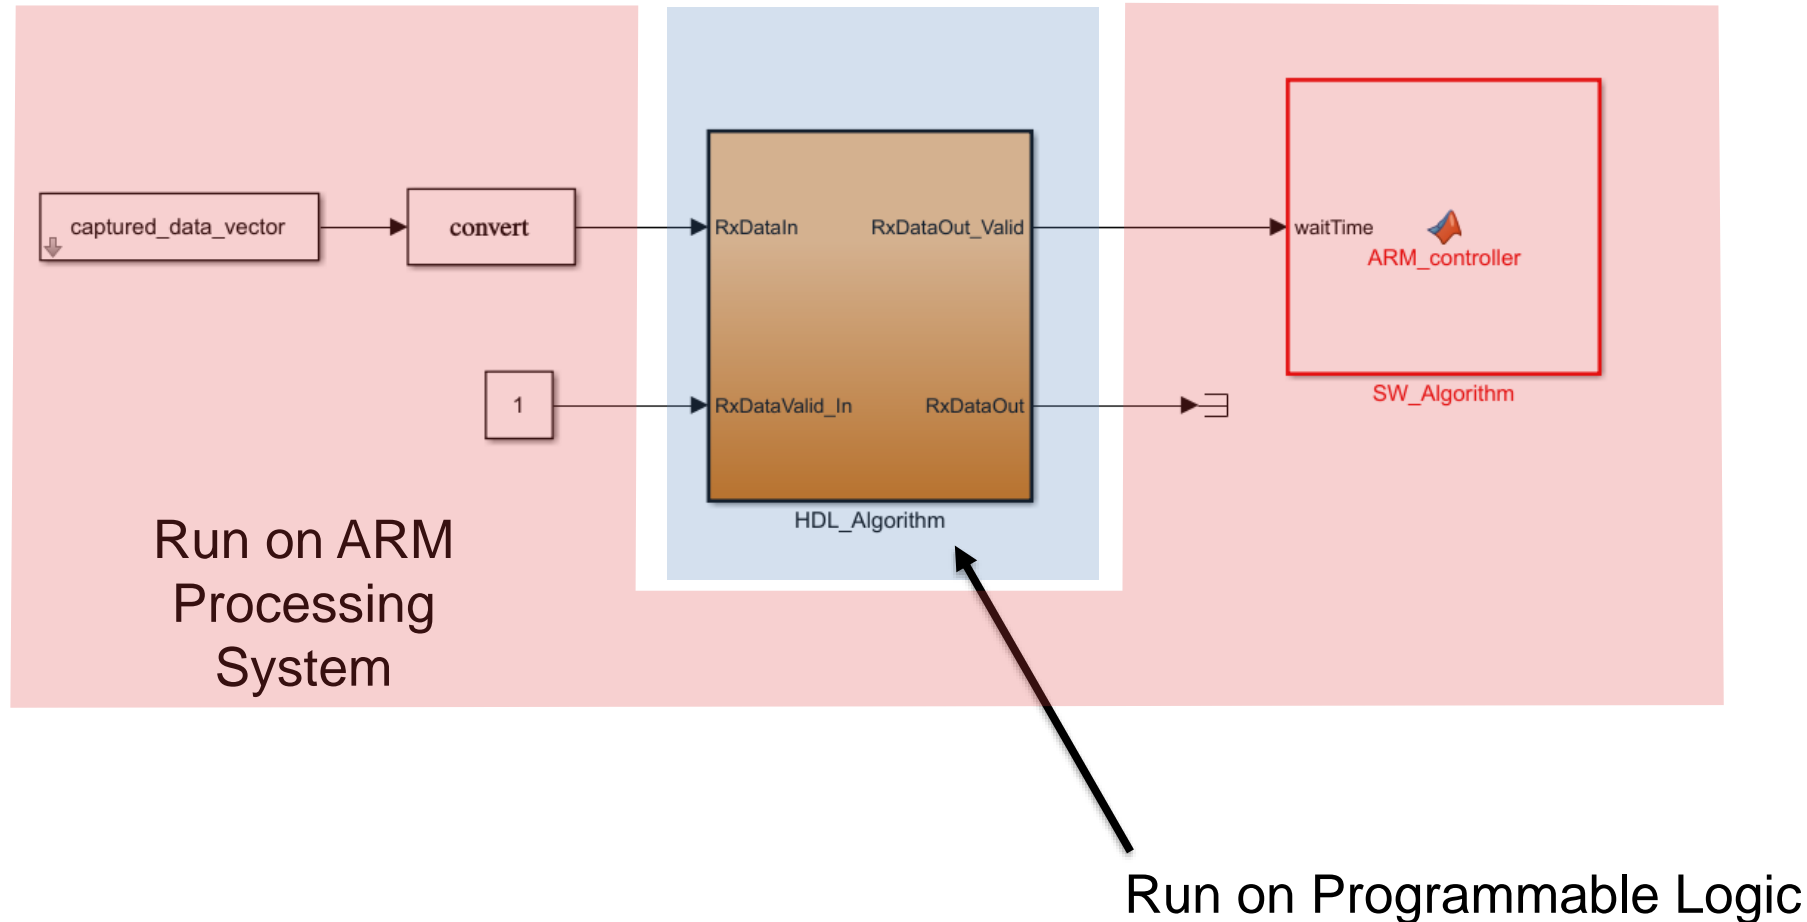 captured_data_vector
convert
1
RxDataIn
RxDataOut_Valid
RxDataValid_In
RxDataOut
HDL_Algorithm
waitTime
ARM_controller
SW_Algorithm
Run on ARM
Processing
System
Run on Programmable Logic